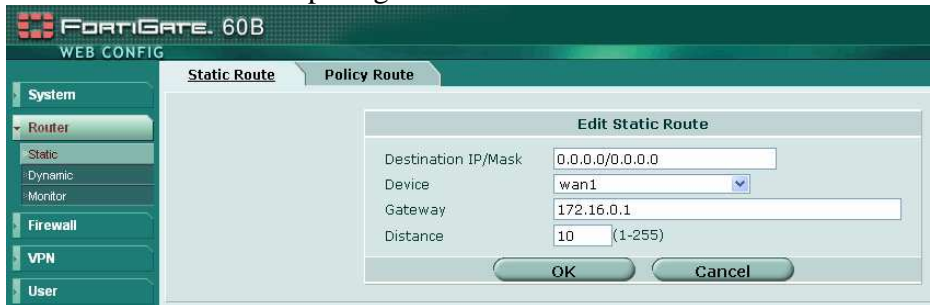 FORTIGATE. 60B
WEB CONFIG
Static Route Policy Route
System
Router
Static
Dynamic
Monitor
Firewall
VPN
User
Edit Static Route
Destination IP/Mask 0.0.0.0/0.0.0.0
Device wan1
Gateway 172.16.0.1
Distance 10 (1-255)
OK Cancel